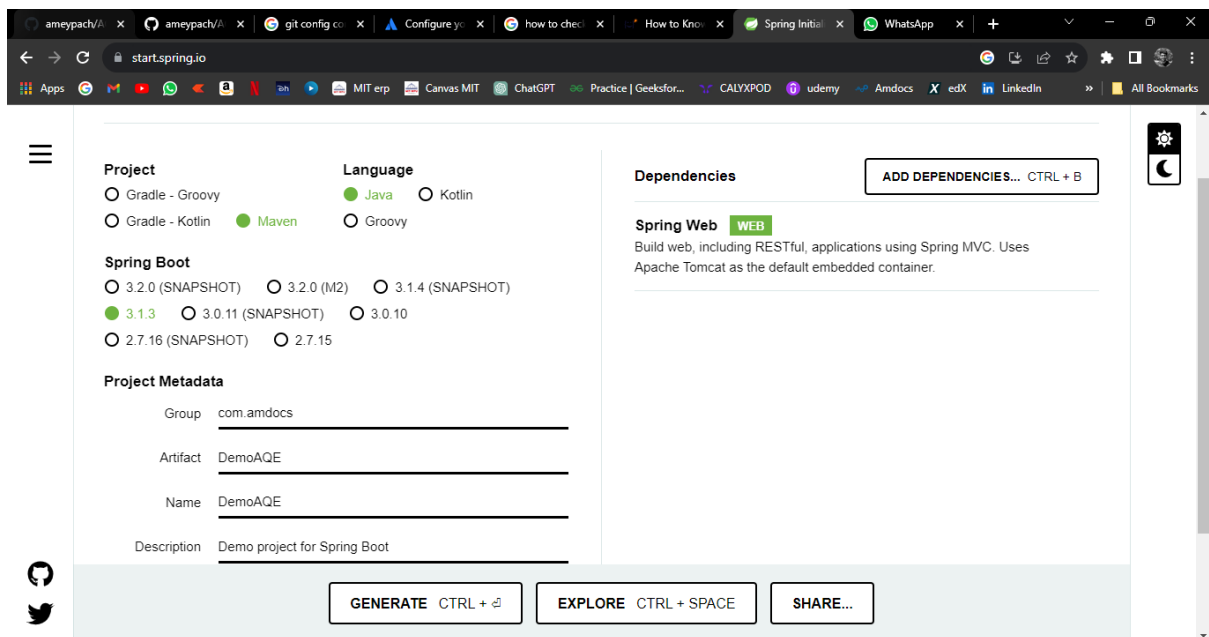 ameypach/A ameypach/A git config co Configure yo how to check How to Know Spring Initial WhatsApp
start.spring.io
Apps MIT erp Canvas MIT ChatGPT Practice | Geeksfor... CALYXPOD udemy Amdocs edX LinkedIn » All Bookmarks
Project Language
Gradle - Groovy Java Kotlin
Gradle - Kotlin Maven Groovy
Spring Boot
3.2.0 (SNAPSHOT) 3.2.0 (M2) 3.1.4 (SNAPSHOT)
3.1.3 3.0.11 (SNAPSHOT) 3.0.10
2.7.16 (SNAPSHOT) 2.7.15
Project Metadata
Group com.amdocs
Artifact DemoAQE
Name DemoAQE
Description Demo project for Spring Boot
Dependencies ADD DEPENDENCIES... CTRL + B
Spring Web WEB
Build web, including RESTful, applications using Spring MVC. Uses
Apache Tomcat as the default embedded container.
GENERATE CTRL + ⏎ EXPLORE CTRL + SPACE SHARE...